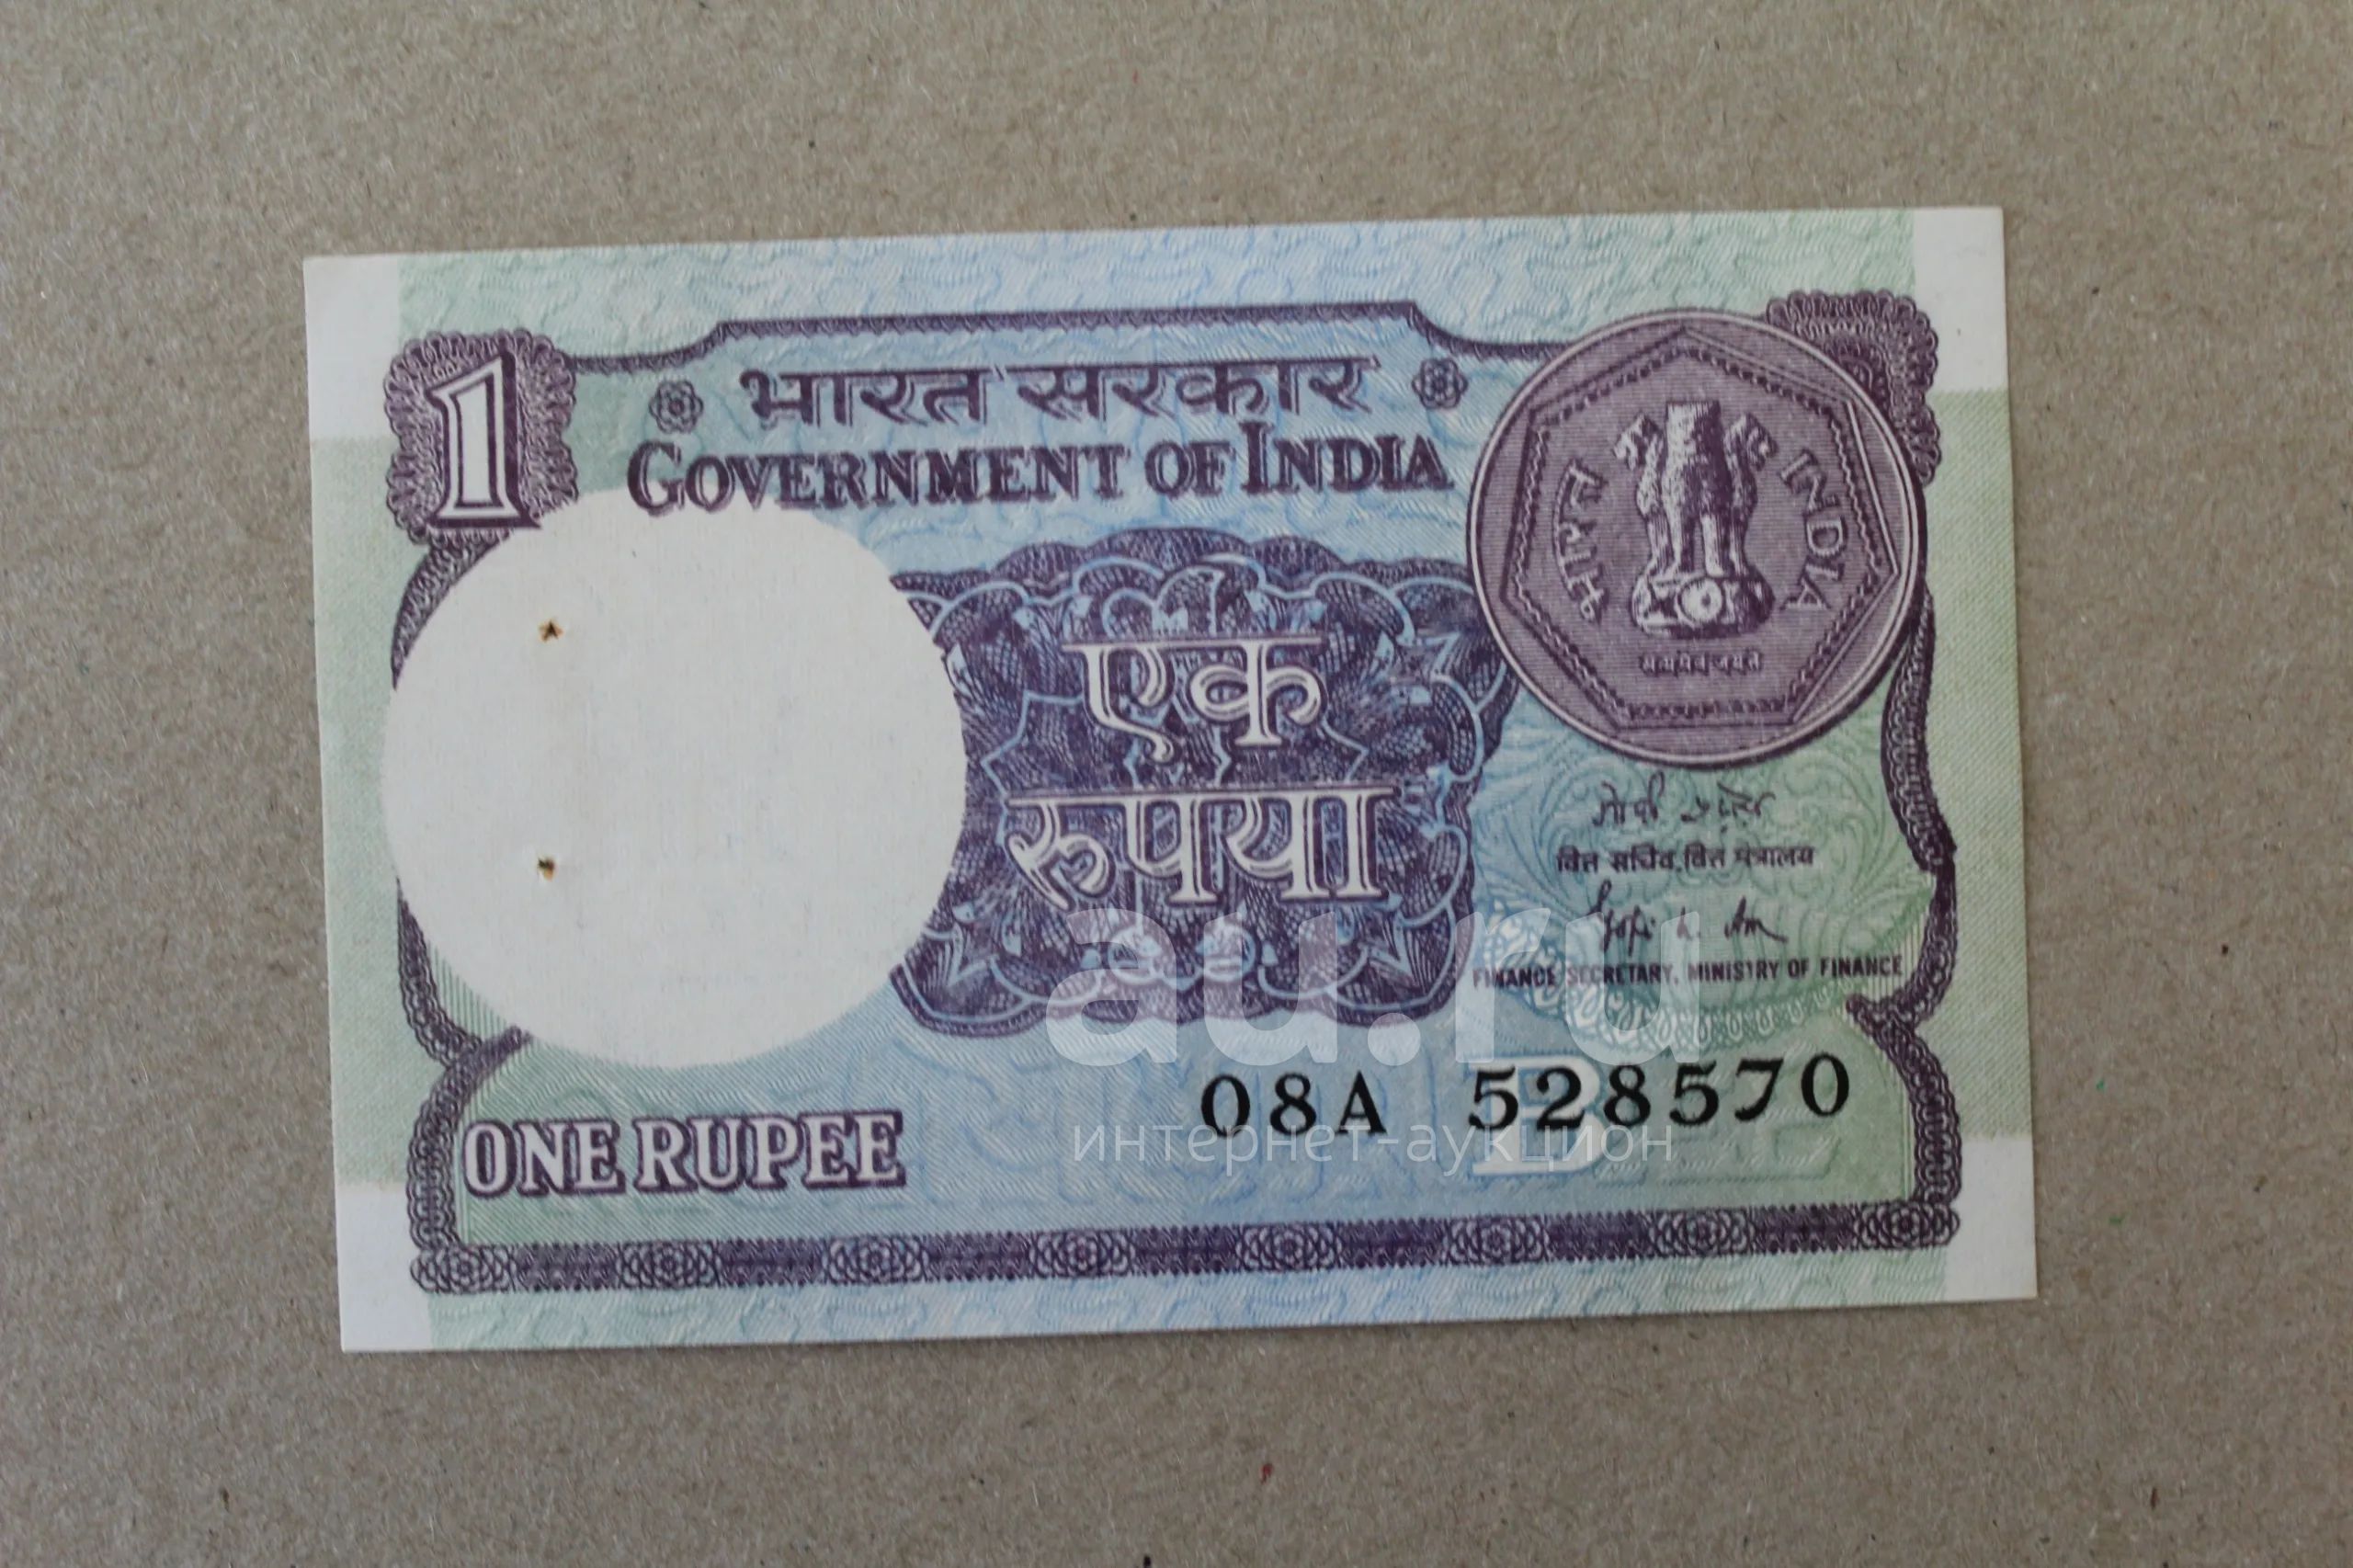 1
भारत सरकार
GOVERNMENT OF INDIA
भारत INDIA
सत्यमेव जयते
एक
रुपया
वित्त सचिव, वित्त मंत्रालय
FINANCE SECRETARY, MINISTRY OF FINANCE
au.ru
08A 528570
B
интернет-аукцион
ONE RUPEE